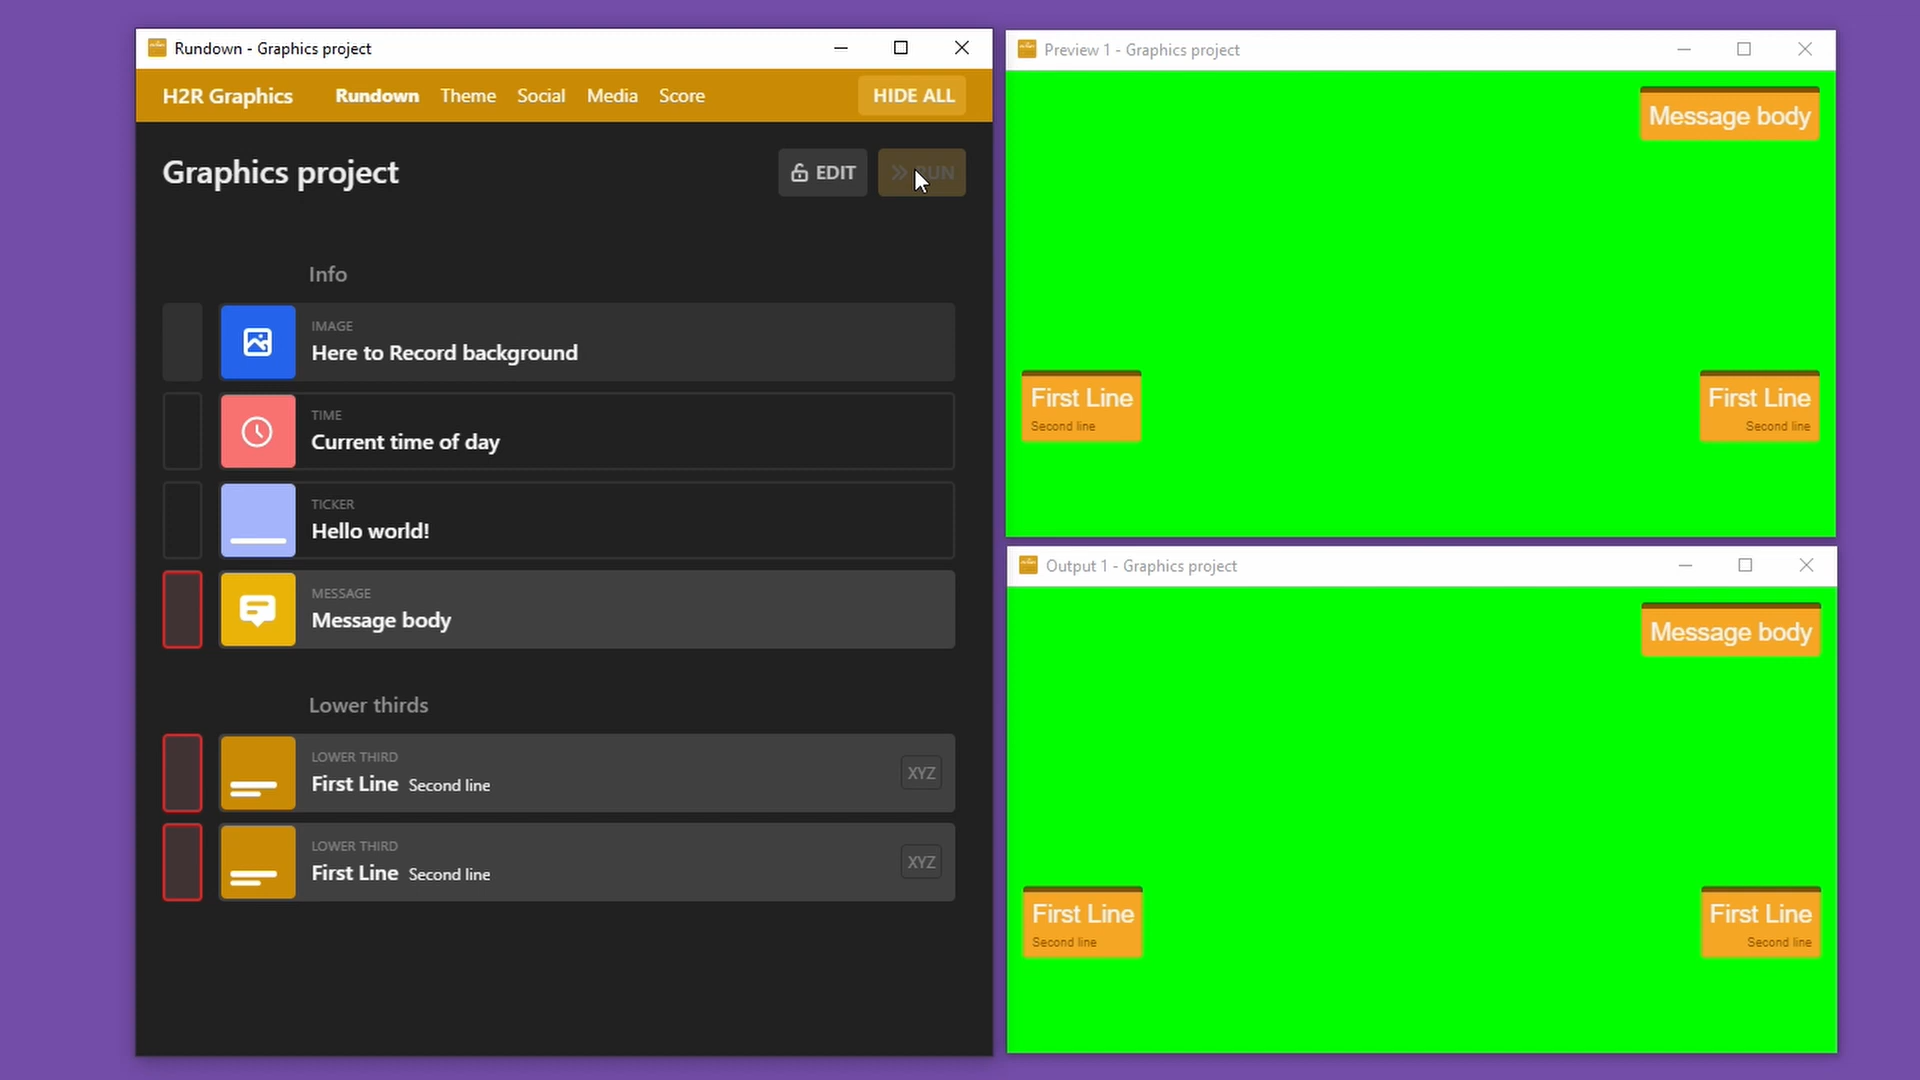 Rundown - Graphics project
H2R Graphics Rundown Theme Social Media Score HIDE ALL
Graphics project EDIT RUN
Info
IMAGE
Here to Record background
TIME
Current time of day
TICKER
Hello world!
MESSAGE
Message body
Lower thirds
LOWER THIRD
First Line Second line XYZ
LOWER THIRD
First Line Second line XYZ
Preview 1 - Graphics project
Message body
First Line
Second line
First Line
Second line
Output 1 - Graphics project
Message body
First Line
Second line
First Line
Second line